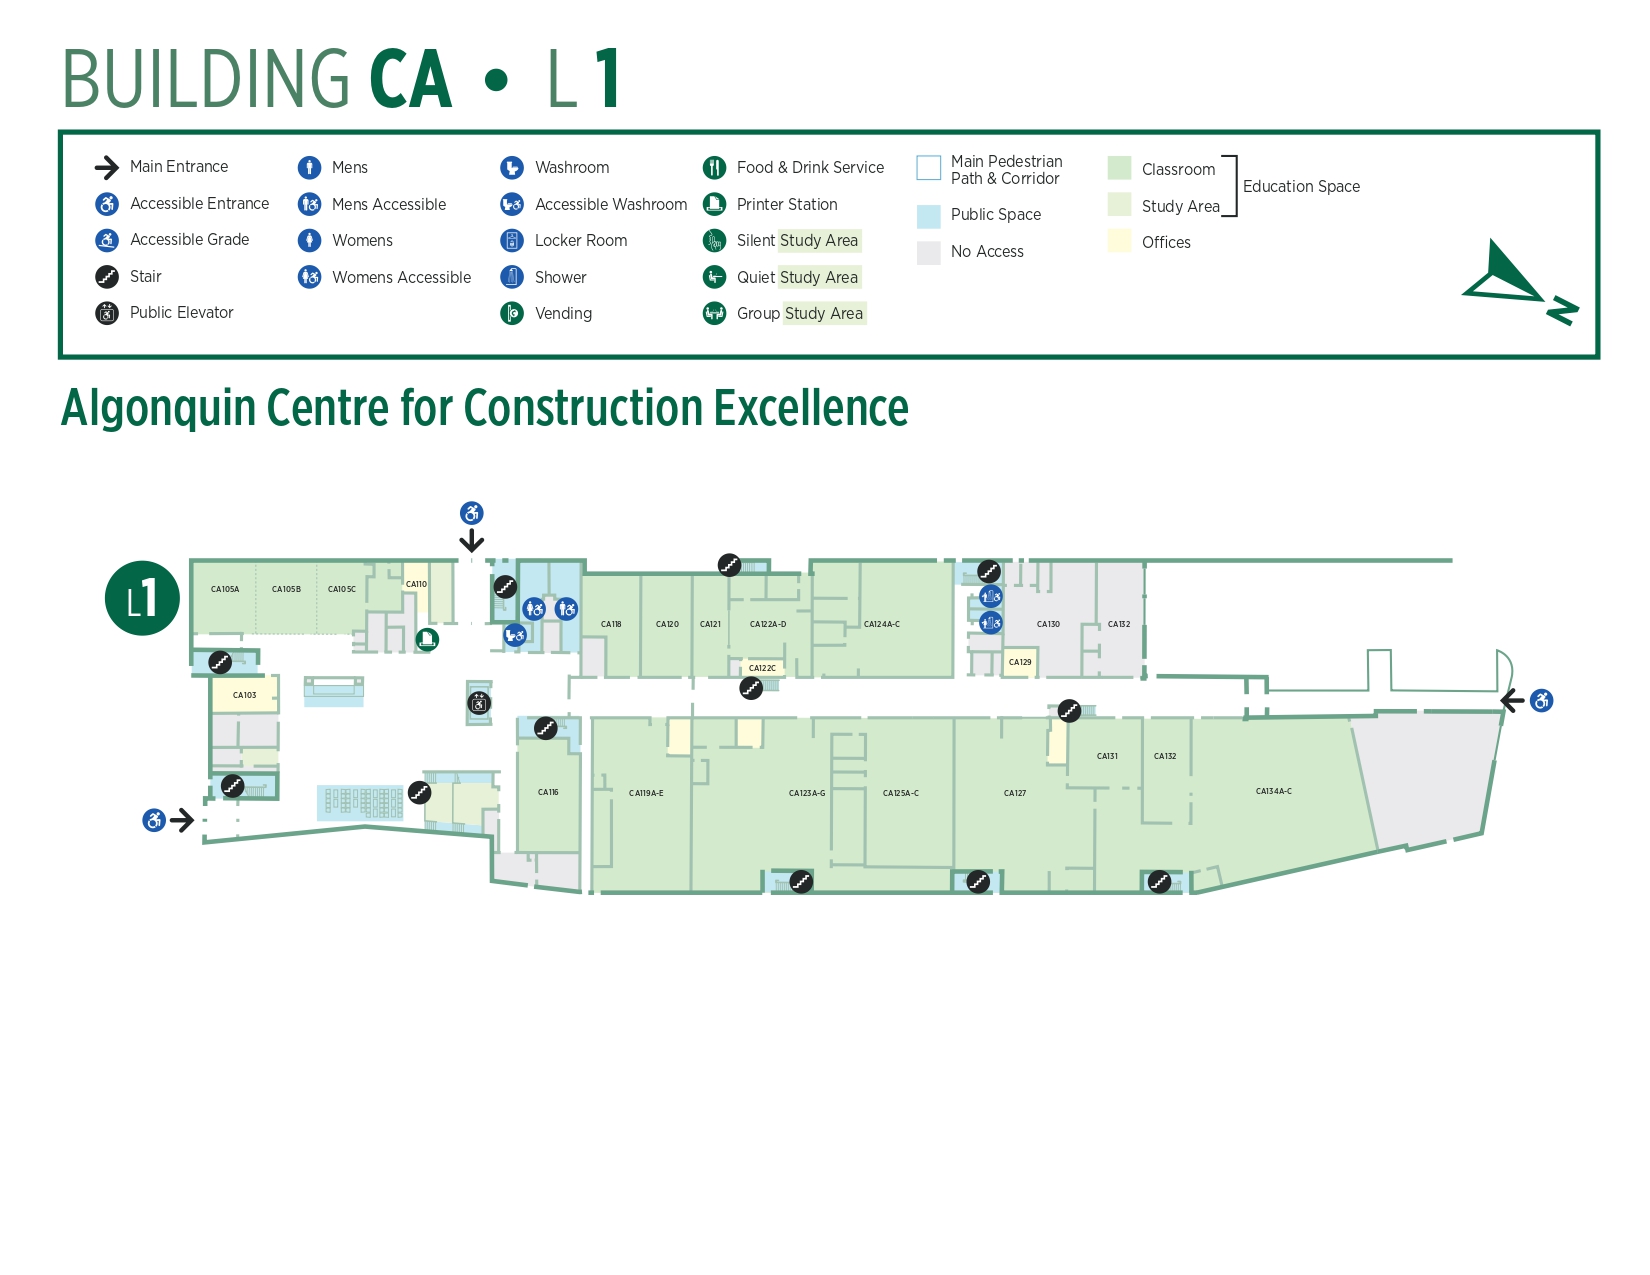 BUILDING CA • L 1
Main Entrance
Accessible Entrance
Accessible Grade
Stair
Public Elevator
Mens
Mens Accessible
Womens
Womens Accessible
Washroom
Accessible Washroom
Locker Room
Shower
Vending
Food & Drink Service
Printer Station
Silent Study Area
Quiet Study Area
Group Study Area
Main Pedestrian
Path & Corridor
Public Space
No Access
Classroom
Study Area
Offices
Education Space
N
Algonquin Centre for Construction Excellence
L1
CA105A
CA105B
CA105C
CA110
CA118
CA120
CA121
CA122A-D
CA122C
CA124A-C
CA130
CA132
CA129
CA103
CA116
CA119A-E
CA123A-G
CA125A-C
CA127
CA131
CA132
CA134A-C